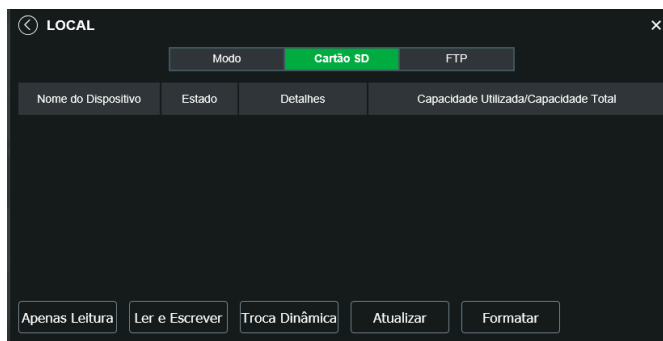 LOCAL
Modo Cartão SD FTP
Nome do Dispositivo Estado Detalhes Capacidade Utilizada/Capacidade Total
Apenas Leitura Ler e Escrever Troca Dinâmica Atualizar Formatar